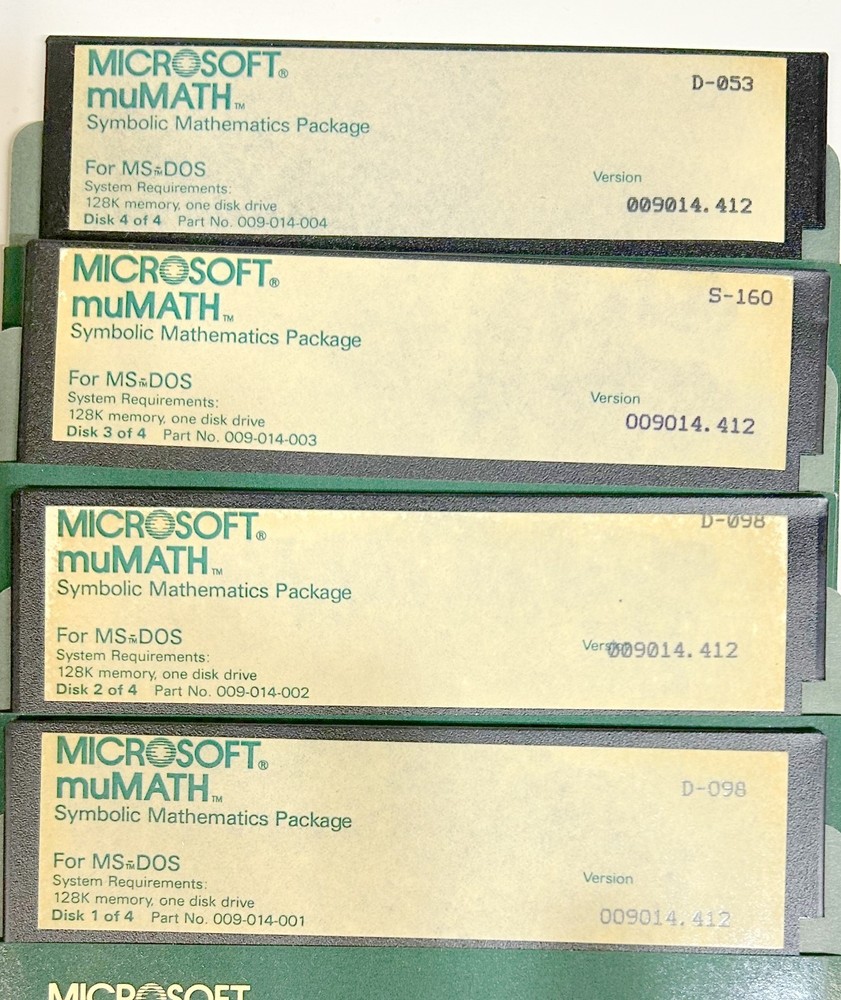 MICROSOFT®
muMATH™
D-053
Symbolic Mathematics Package
For MS™DOS
Version
System Requirements:
128K memory, one disk drive
009014.412
Disk 4 of 4 Part No. 009-014-004
MICROSOFT®
muMATH™
S-160
Symbolic Mathematics Package
For MS™DOS
Version
System Requirements:
128K memory, one disk drive
009014.412
Disk 3 of 4 Part No. 009-014-003
MICROSOFT®
D-098
muMATH™
Symbolic Mathematics Package
For MS™DOS
Version
009014.412
System Requirements:
128K memory, one disk drive
Disk 2 of 4 Part No. 009-014-002
MICROSOFT®
muMATH™
D-098
Symbolic Mathematics Package
For MS™DOS
Version
System Requirements:
128K memory, one disk drive
009014.412
Disk 1 of 4 Part No. 009-014-001
MICROSOFT